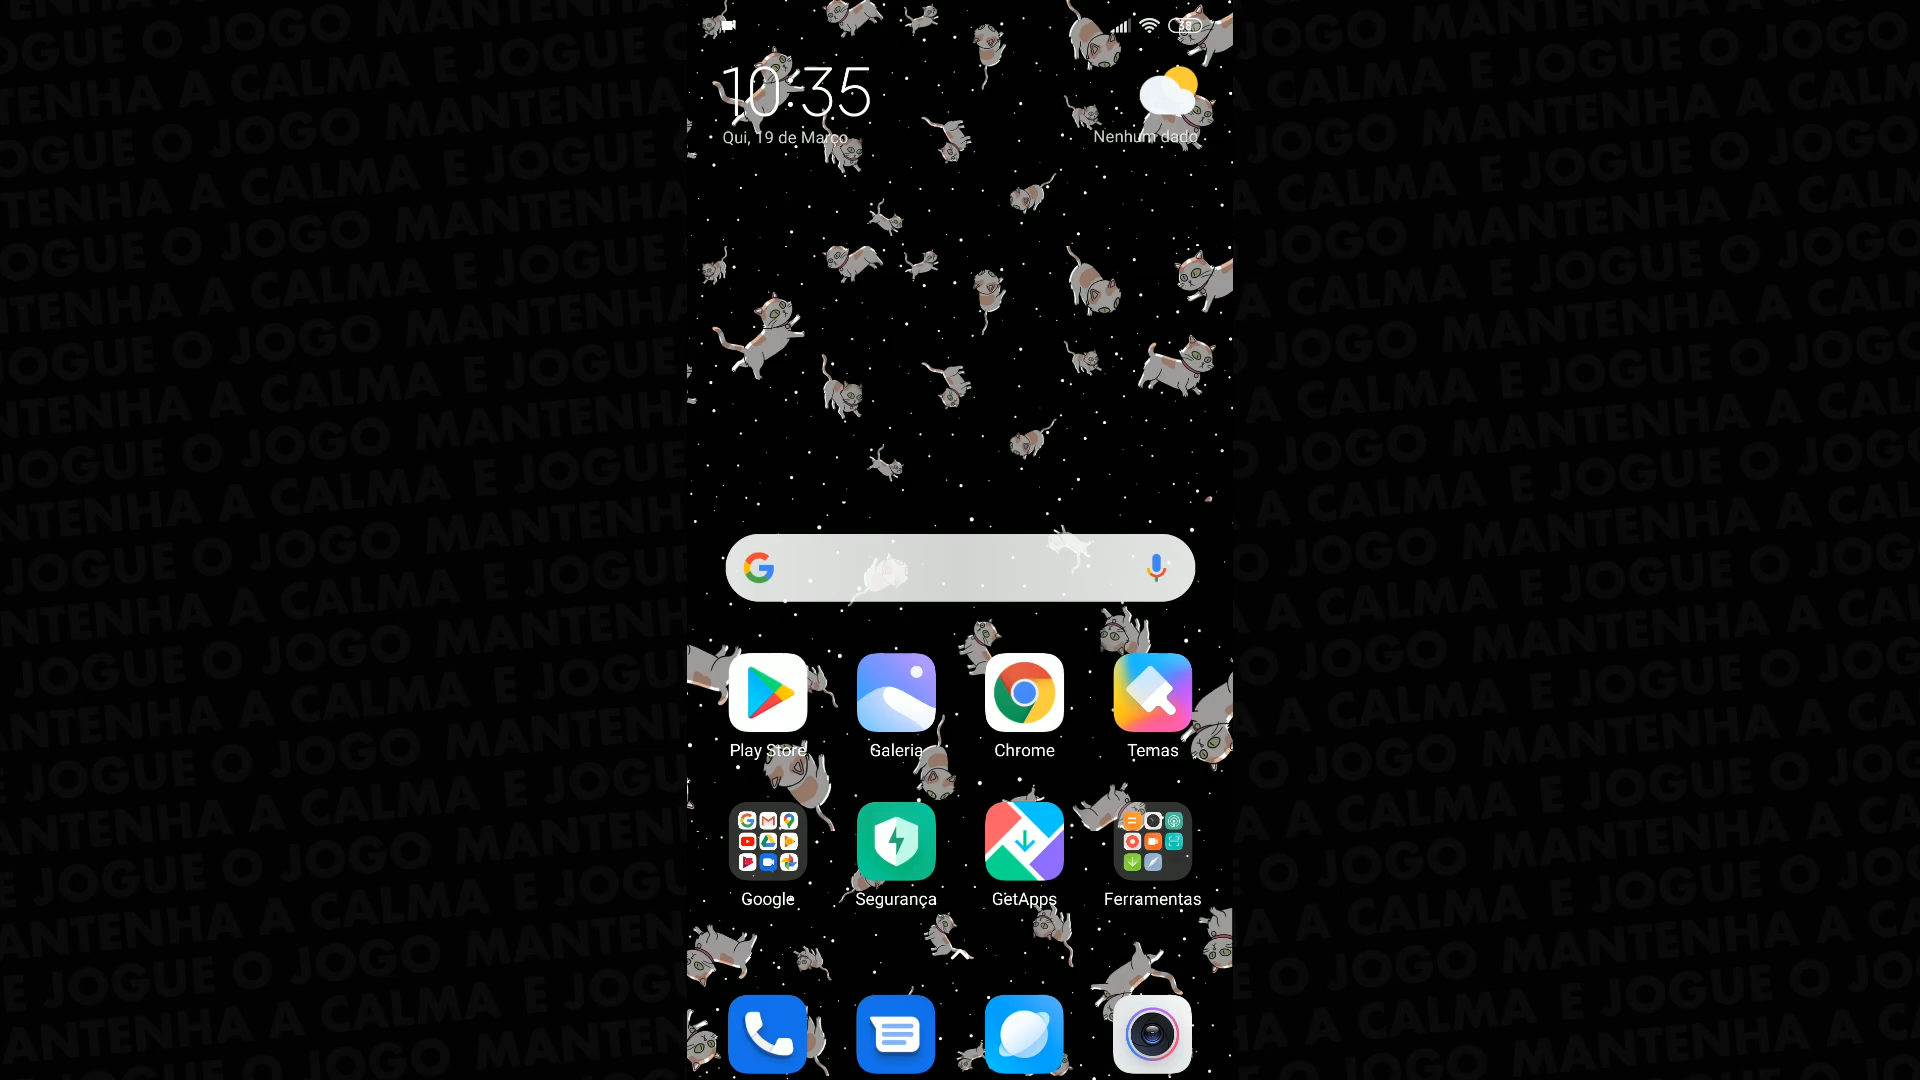 38
10:35
Qui, 19 de Março
Nenhum dado
Play Store
Galeria
Chrome
Temas
Google
Segurança
GetApps
Ferramentas
MANTENHA A CALMA E JOGUE O JOGO